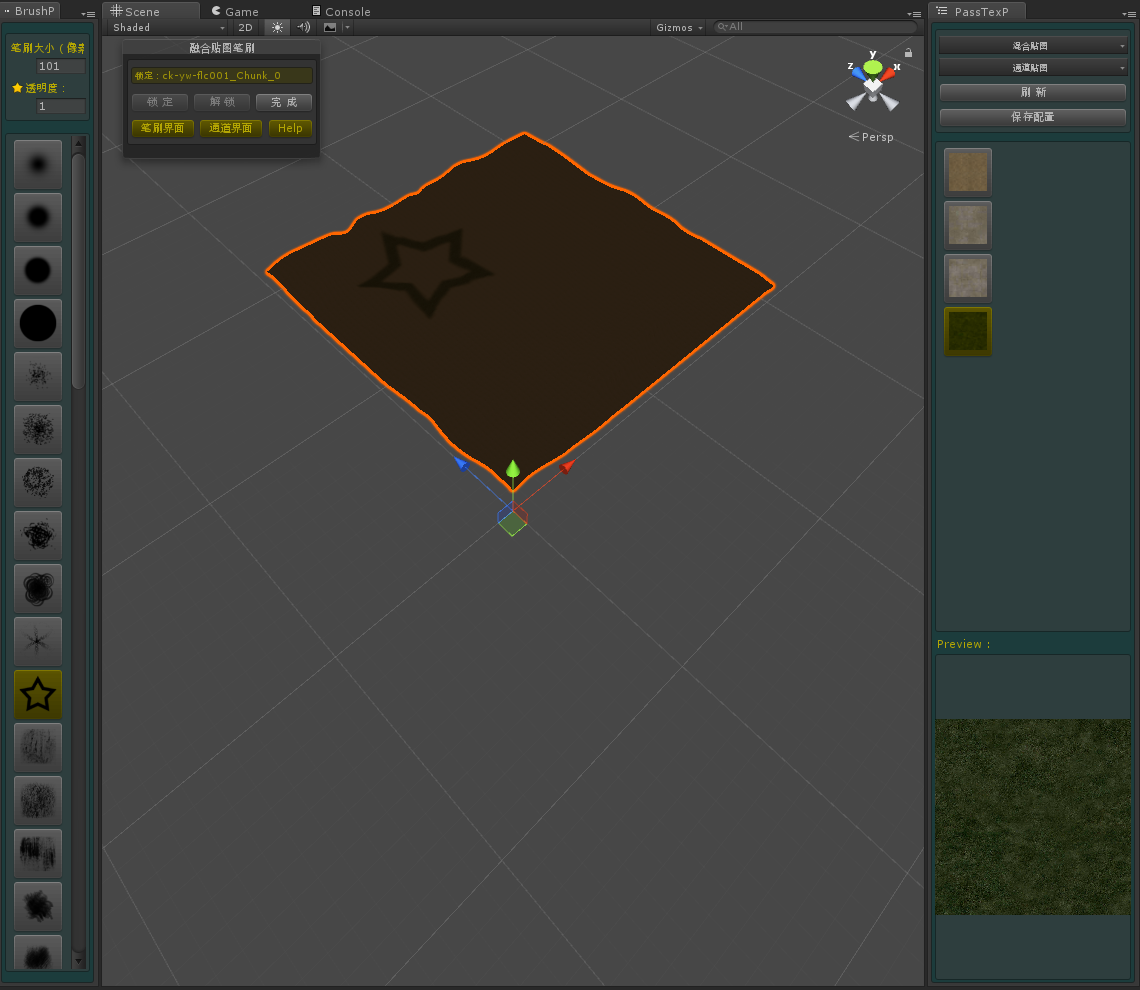 BrushP
笔刷大小（像素
101
透明度：
1
Scene
Game
Console
Shaded
2D
Gizmos
All
融合贴图笔刷
锁定：ck-yw-flc001_Chunk_0
锁 定
解 锁
完 成
笔刷界面
通道界面
Help
y
z
x
Persp
PassTexP
混合贴图
通道贴图
刷 新
保存配置
Preview :